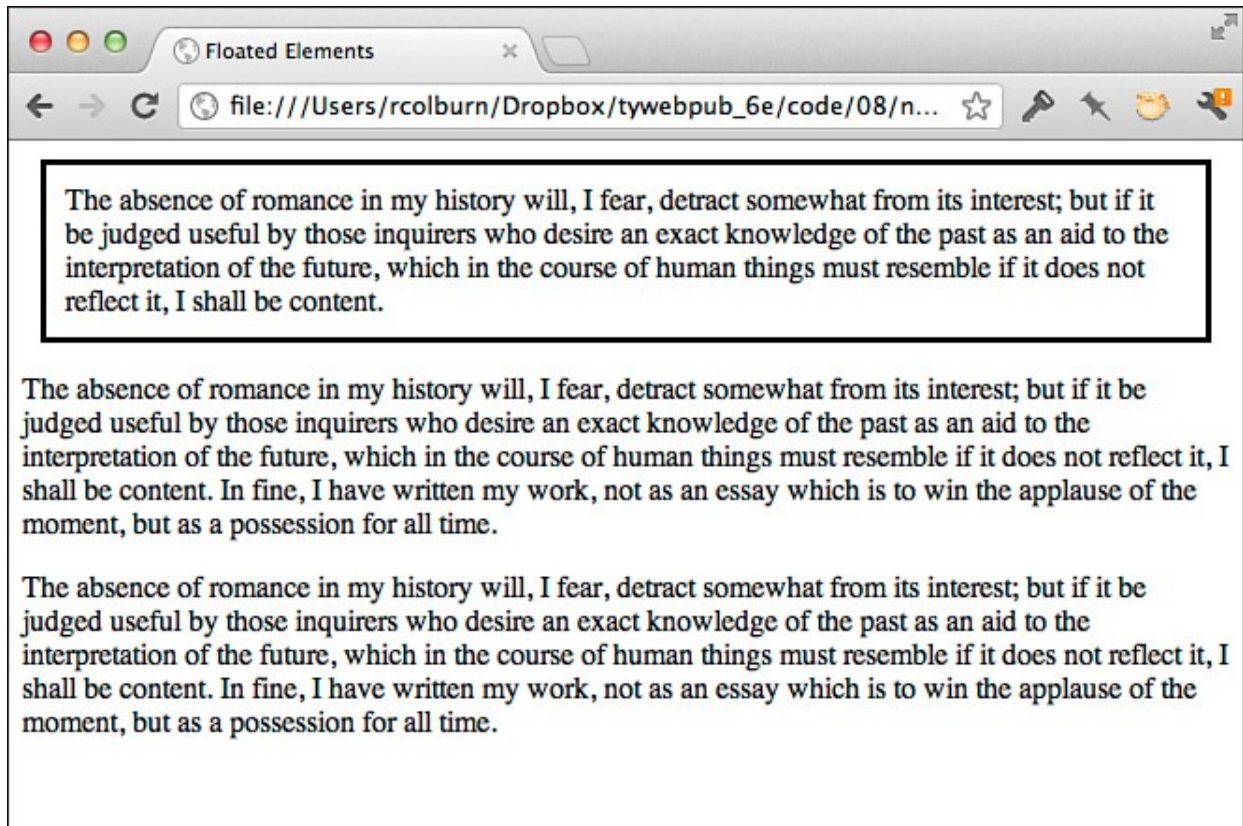 Floated Elements
file:///Users/rcolburn/Dropbox/tywebpub_6e/code/08/n...
The absence of romance in my history will, I fear, detract somewhat from its interest; but if it
be judged useful by those inquirers who desire an exact knowledge of the past as an aid to the
interpretation of the future, which in the course of human things must resemble if it does not
reflect it, I shall be content.
The absence of romance in my history will, I fear, detract somewhat from its interest; but if it be
judged useful by those inquirers who desire an exact knowledge of the past as an aid to the
interpretation of the future, which in the course of human things must resemble if it does not reflect it, I
shall be content. In fine, I have written my work, not as an essay which is to win the applause of the
moment, but as a possession for all time.
The absence of romance in my history will, I fear, detract somewhat from its interest; but if it be
judged useful by those inquirers who desire an exact knowledge of the past as an aid to the
interpretation of the future, which in the course of human things must resemble if it does not reflect it, I
shall be content. In fine, I have written my work, not as an essay which is to win the applause of the
moment, but as a possession for all time.